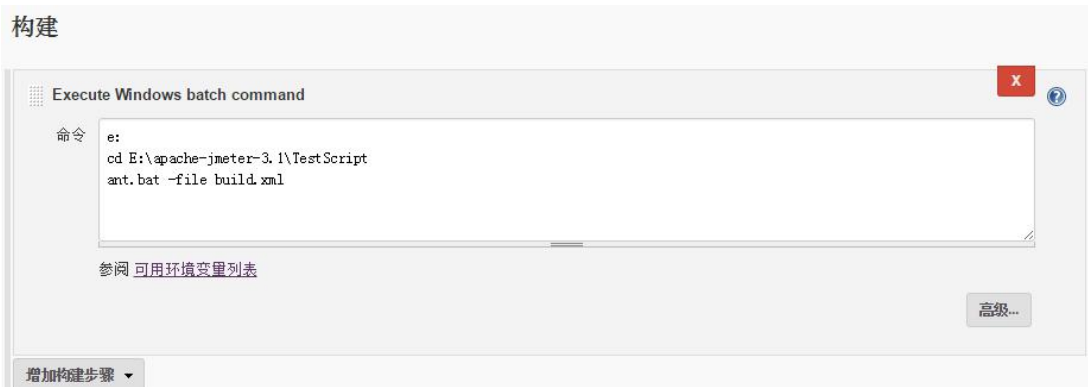 构建
X
Execute Windows batch command
命令
e:
cd E:\apache-jmeter-3.1\TestScript
ant.bat -file build.xml
参阅 可用环境变量列表
高级...
增加构建步骤